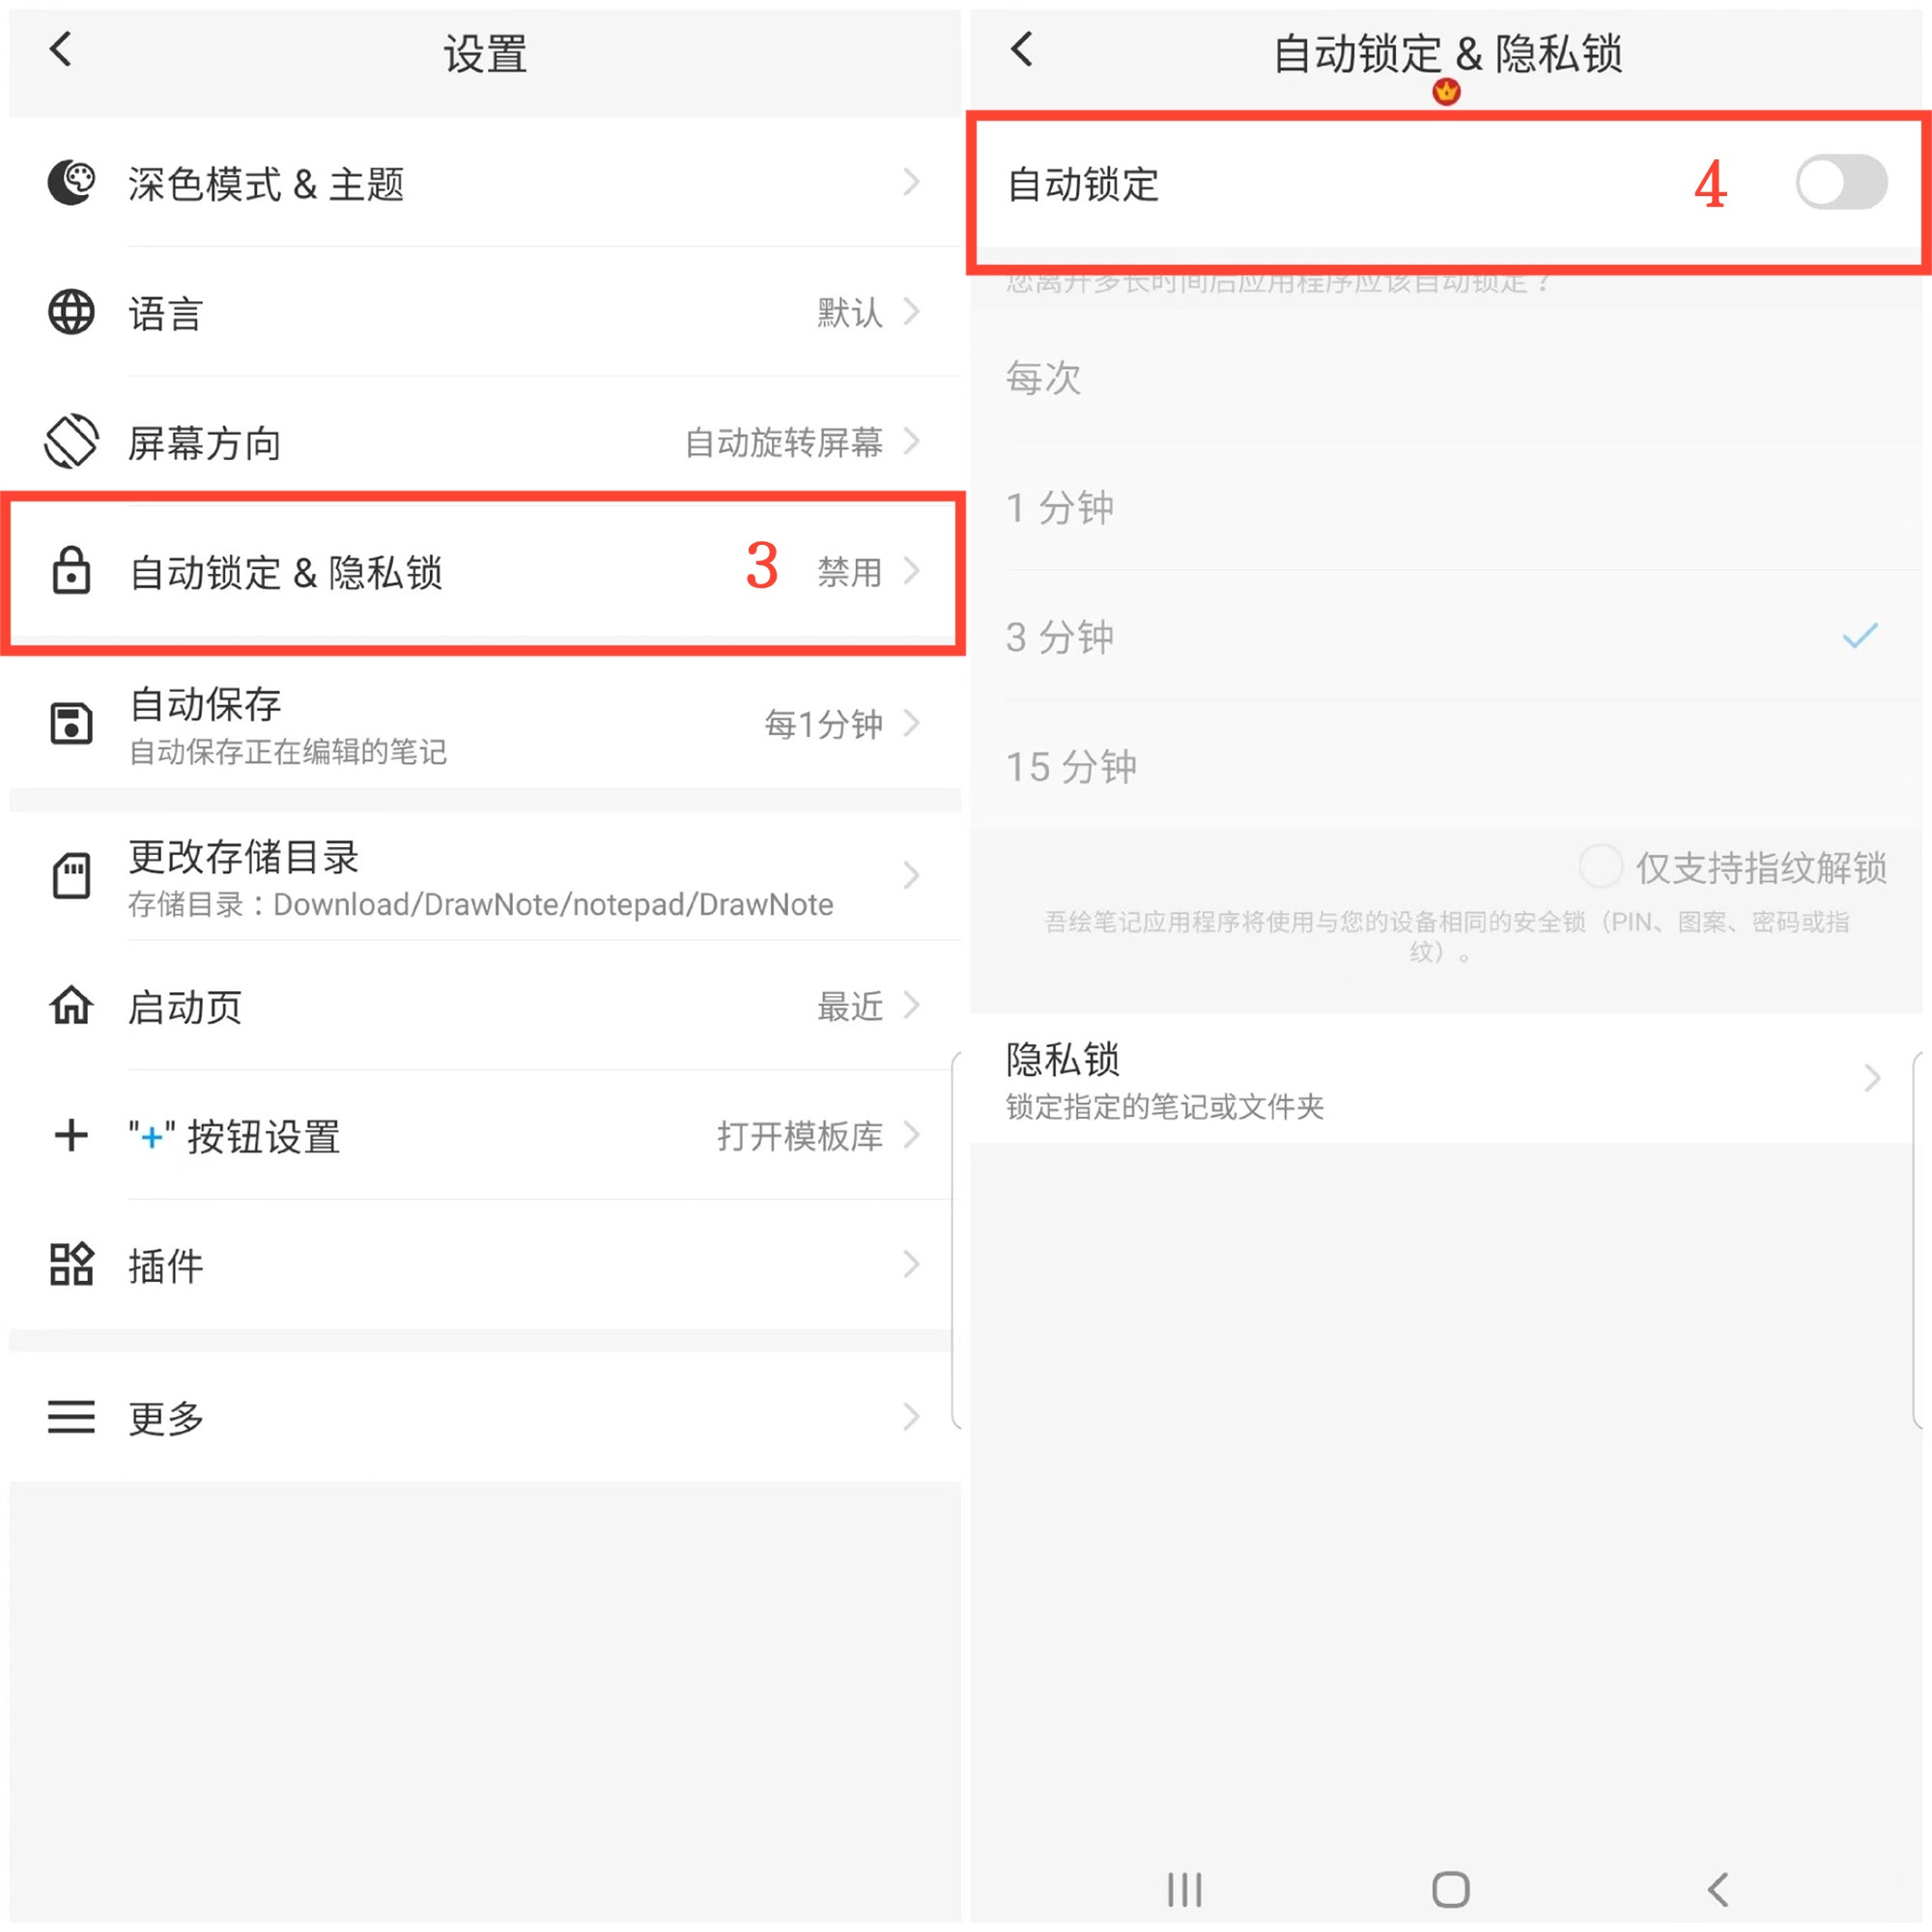 设置
深色模式 & 主题
语言
默认
屏幕方向
自动旋转屏幕
自动锁定 & 隐私锁
3
禁用
自动保存
自动保存正在编辑的笔记
每1分钟
更改存储目录
存储目录：Download/DrawNote/notepad/DrawNote
启动页
最近
"+" 按钮设置
打开模板库
插件
更多
自动锁定 & 隐私锁
自动锁定
4
您离开多长时间后应用程序应该自动锁定？
每次
1 分钟
3 分钟
15 分钟
仅支持指纹解锁
吾绘笔记应用程序将使用与您的设备相同的安全锁（PIN、图案、密码或指
纹）。
隐私锁
锁定指定的笔记或文件夹